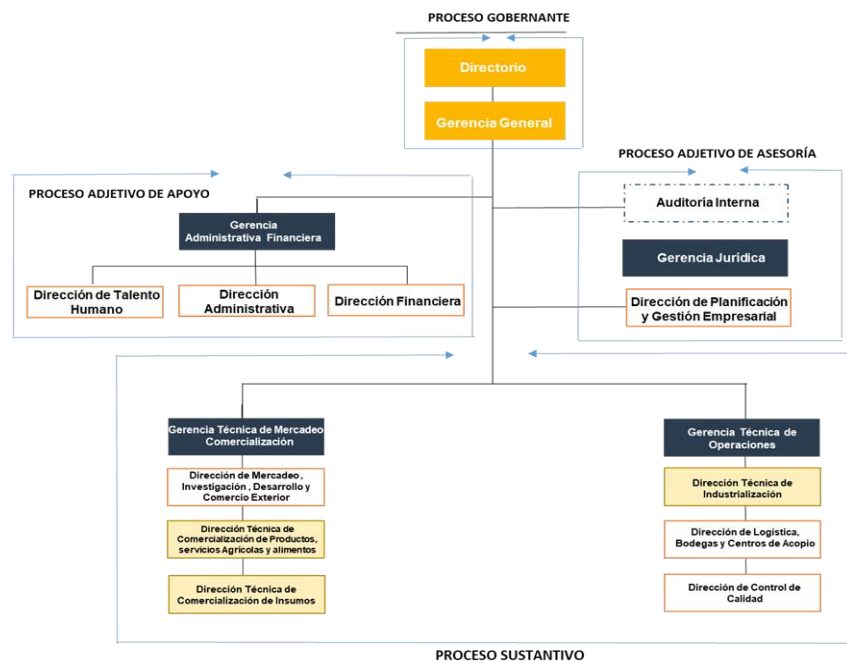 PROCESO GOBERNANTE
Directorio
Gerencia General
PROCESO ADJETIVO DE ASESORÍA
Auditoría Interna
Gerencia Jurídica
Dirección de Planificación
y Gestión Empresarial
PROCESO ADJETIVO DE APOYO
Gerencia
Administrativa Financiera
Dirección de Talento
Humano
Dirección
Administrativa
Dirección Financiera
Gerencia Técnica de Mercadeo
Comercialización
Dirección de Mercadeo,
Investigación, Desarrollo y
Comercio Exterior
Dirección Técnica de
Comercialización de Productos,
servicios Agrícolas y alimentos
Dirección Técnica de
Comercialización de Insumos
Gerencia Técnica de
Operaciones
Dirección Técnica de
Industrialización
Dirección de Logística,
Bodegas y Centros de Acopio
Dirección de Control de
Calidad
PROCESO SUSTANTIVO